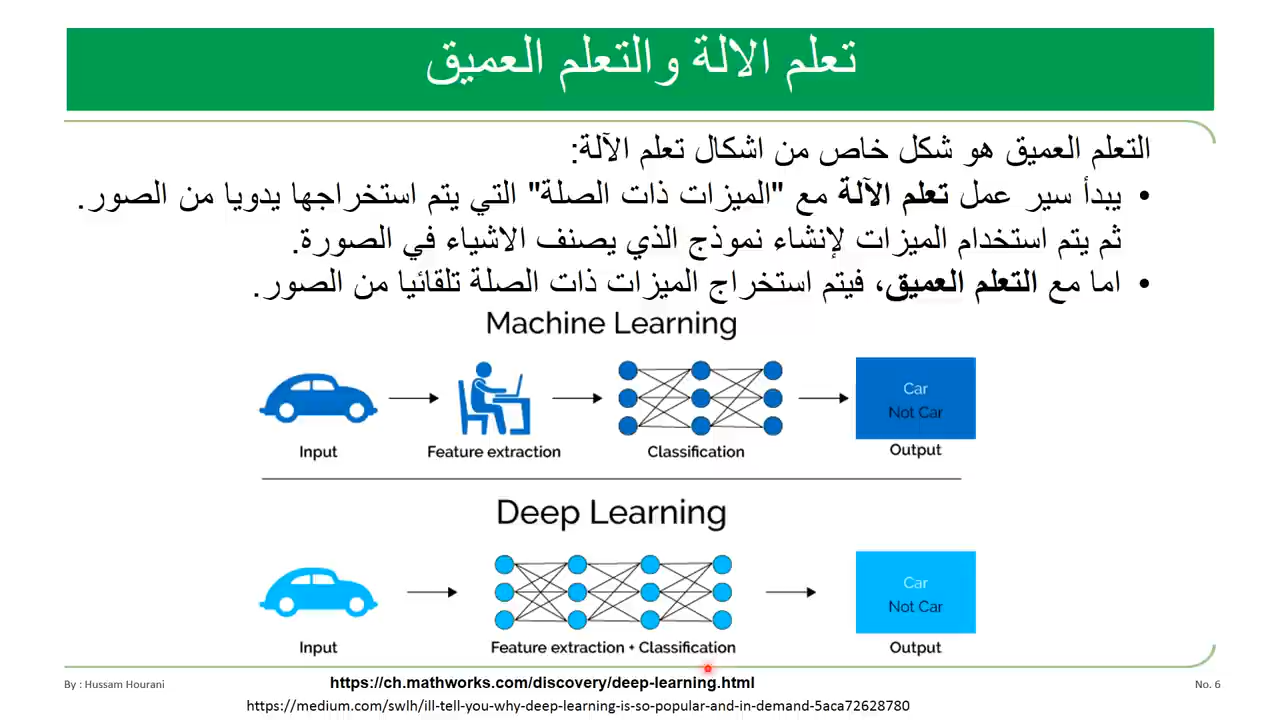 تعلم الالة والتعلم العميق
التعلم العميق هو شكل خاص من اشكال تعلم الآلة:
• يبدأ سير عمل تعلم الآلة مع "الميزات ذات الصلة" التي يتم استخراجها يدويا من الصور.
ثم يتم استخدام الميزات لإنشاء نموذج الذي يصنف الاشياء في الصورة.
• اما مع التعلم العميق، فيتم استخراج الميزات ذات الصلة تلقائيا من الصور.
Machine Learning
Car
Not Car
Input
Feature extraction
Classification
Output
Deep Learning
Car
Not Car
Input
Feature extraction + Classification
Output
By : Hussam Hourani
https://ch.mathworks.com/discovery/deep-learning.html
No. 6
https://medium.com/swlh/ill-tell-you-why-deep-learning-is-so-popular-and-in-demand-5aca72628780